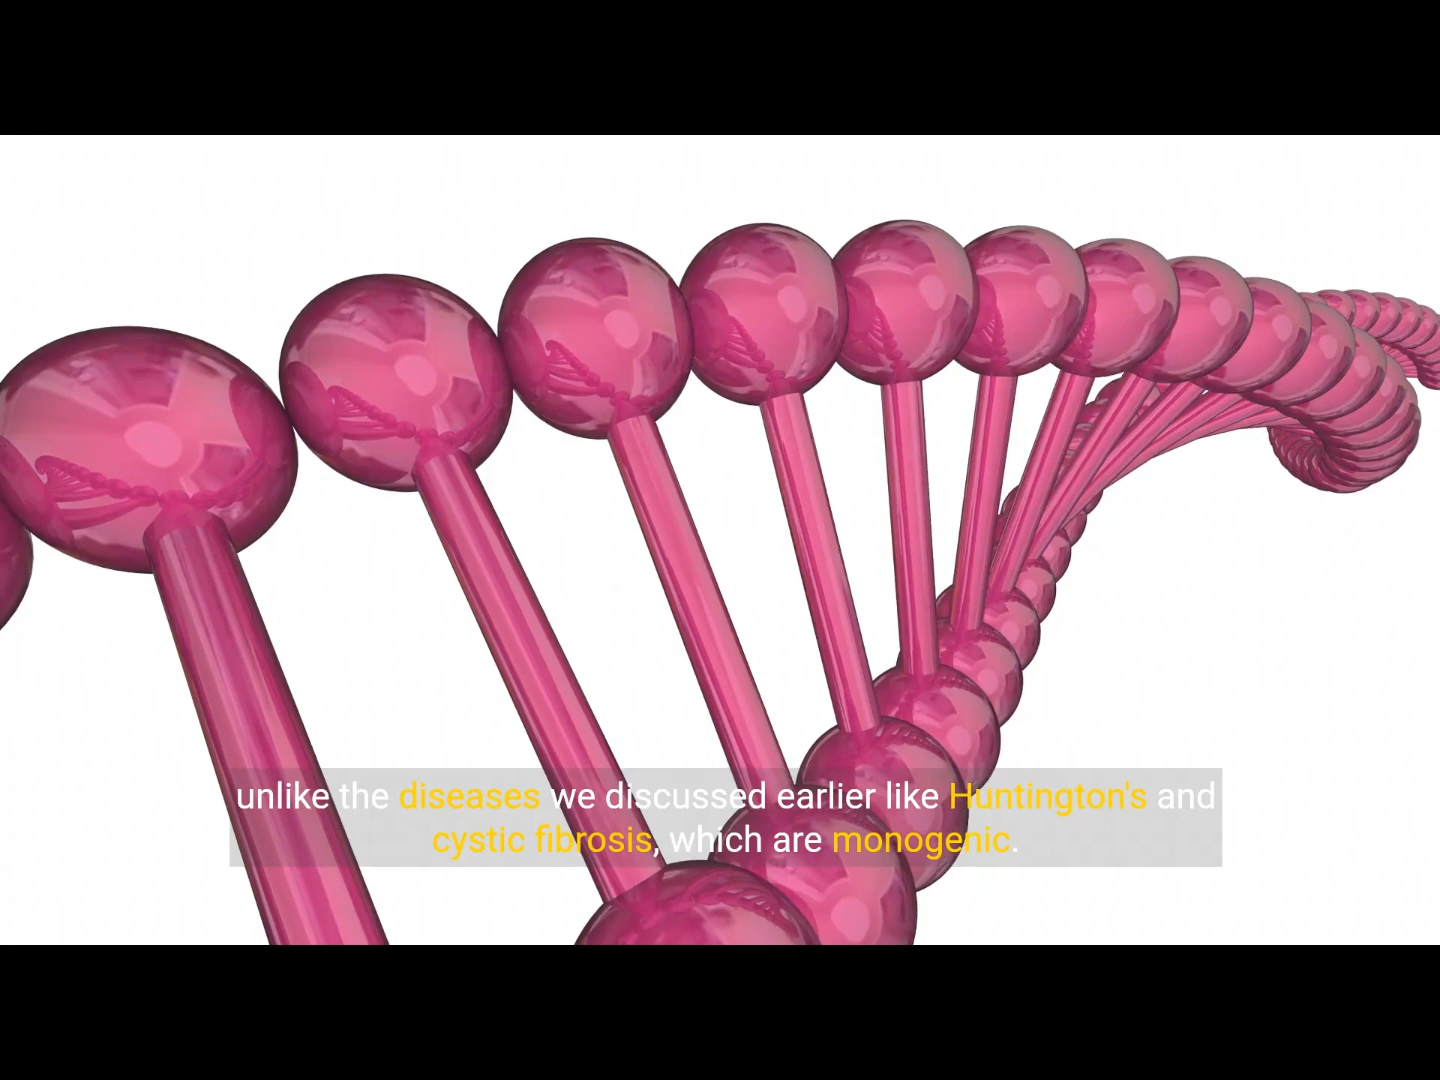 unlike the diseases we discussed earlier like Huntington's and
cystic fibrosis, which are monogenic.